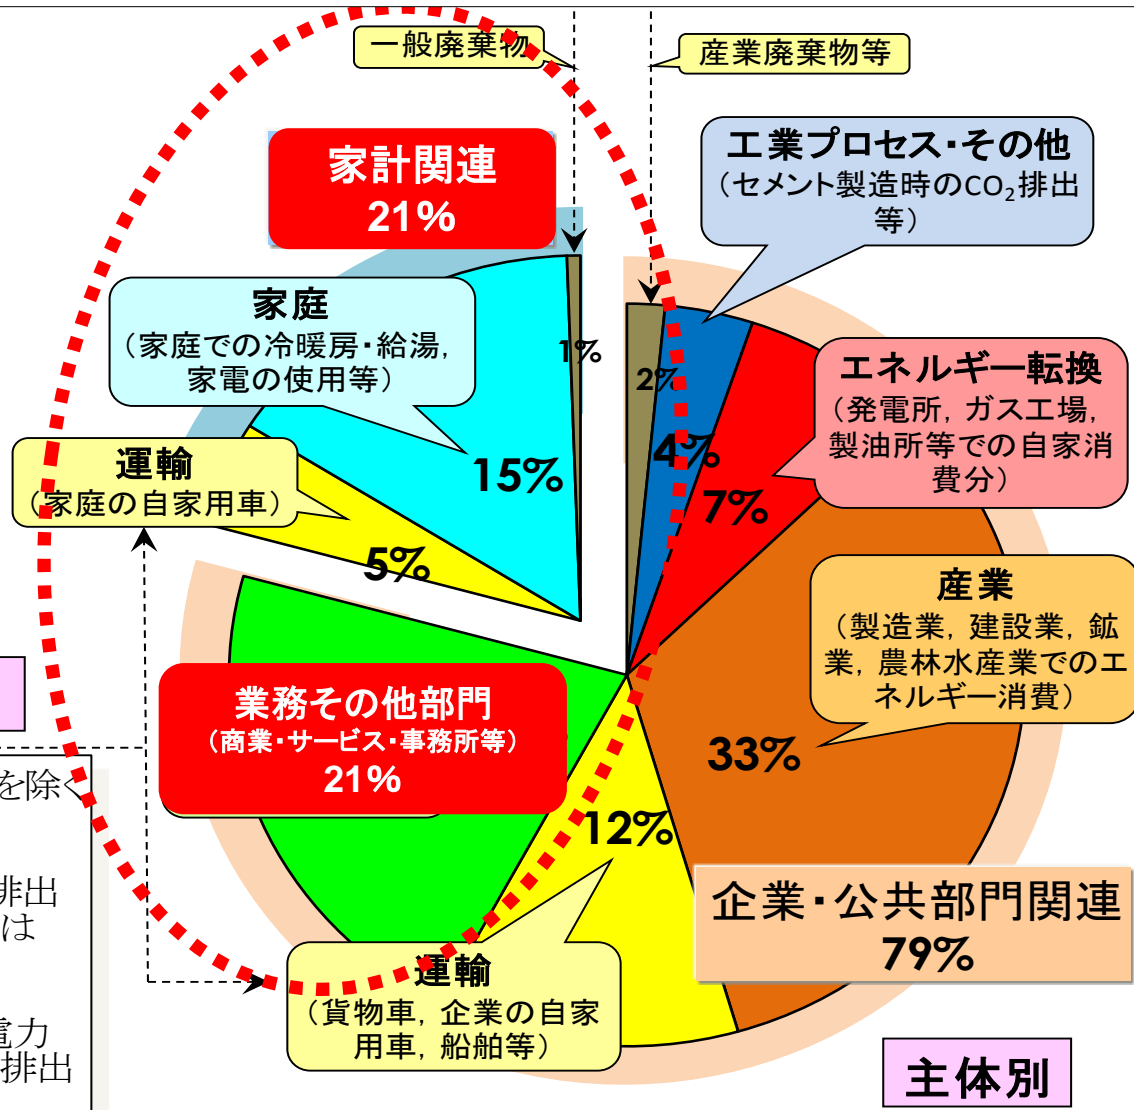 一般廃棄物
産業廃棄物等
家計関連
21%
工業プロセス・その他
（セメント製造時のCO₂排出
等）
家庭
（家庭での冷暖房・給湯,
家電の使用等）
1%
2%
エネルギー転換
（発電所, ガス工場,
製油所等での自家消
費分）
運輸
（家庭の自家用車）
15%
4%
7%
5%
産業
（製造業, 建設業, 鉱
業, 農林水産業でのエ
ネルギー消費）
業務その他部門
（商業・サービス・事務所等）
21%
33%
12%
を除く
排出
は
電力
排出
企業・公共部門関連
79%
運輸
（貨物車, 企業の自家
用車, 船舶等）
主体別